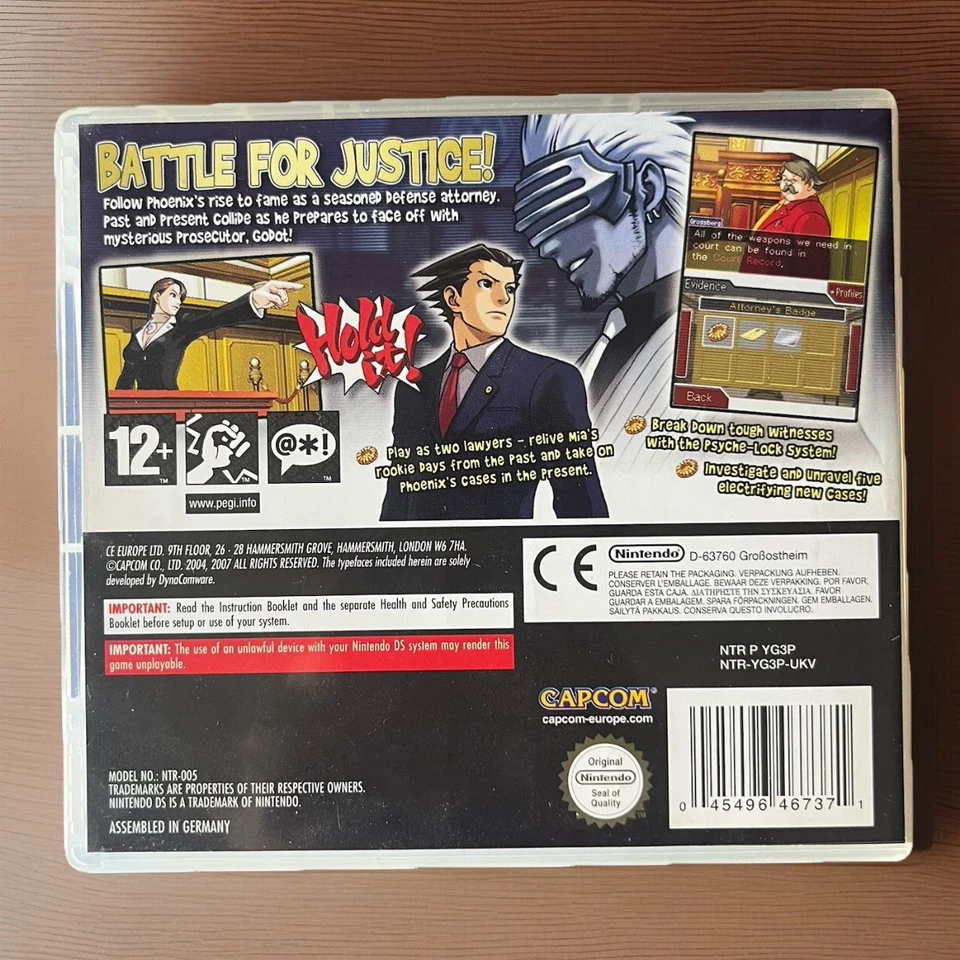 BATTLE FOR JUSTICE!
Follow Phoenix's rise to fame as a seasoned defense attorney.
Past and present collide as he prepares to face off with
mysterious prosecutor, Godot!
Hold
it!
Grossberg
All of the weapons we need in
court can be found in
the Court Record.
Evidence
Profiles
Attorney's Badge
Back
12+
™
™
@*!
™
www.pegi.info
Play as two lawyers – relive Mia's
rookie days from the past and take on
Phoenix's cases in the present.
Break down tough witnesses
with the Psyche-Lock System!
Investigate and unravel five
electrifying new cases!
CE EUROPE LTD. 9TH FLOOR, 26 - 28 HAMMERSMITH GROVE, HAMMERSMITH, LONDON W6 7HA.
©CAPCOM CO., LTD. 2004, 2007 ALL RIGHTS RESERVED. The typefaces included herein are solely
developed by DynaComware.
IMPORTANT: Read the Instruction Booklet and the separate Health and Safety Precautions
Booklet before setup or use of your system.
IMPORTANT: The use of an unlawful device with your Nintendo DS system may render this
game unplayable.
CE
Nintendo D-63760 Großostheim
PLEASE RETAIN THE PACKAGING. VERPACKUNG AUFHEBEN.
CONSERVER L'EMBALLAGE. BEWAAR DEZE VERPAKKING. POR FAVOR,
GUARDA ESTA CAJA. ΔΙΑΤΗΡΗΣΤΕ ΤΗΝ ΣΥΣΚΕΥΑΣΙΑ. FAVOR
GUARDAR A EMBALAGEM. SPARA FÖRPACKNINGEN. GEM EMBALLAGEN.
SÄILYTÄ PAKKAUS. CONSERVA QUESTO INVOLUCRO.
NTR P YG3P
NTR-YG3P-UKV
CAPCOM®
capcom-europe.com
Original
Nintendo
Seal of
Quality
TM
0 45496 46737 1
MODEL NO.: NTR-005
TRADEMARKS ARE PROPERTIES OF THEIR RESPECTIVE OWNERS.
NINTENDO DS IS A TRADEMARK OF NINTENDO.
ASSEMBLED IN GERMANY